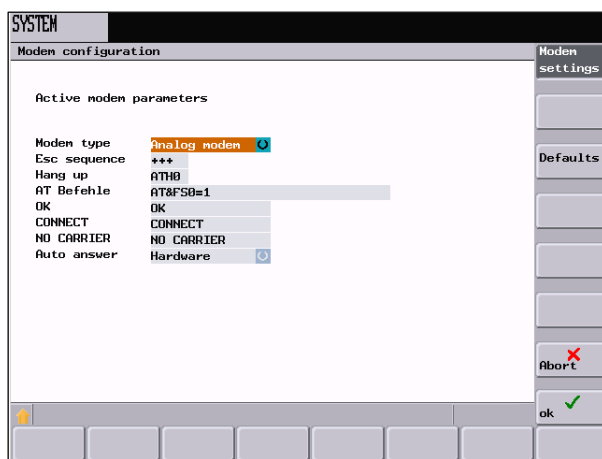 SYSTEM
Modem configuration
Modem
settings
Active modem parameters
Modem type Analog modem
Esc sequence +++
Hang up ATH0
AT Befehle AT&FS0=1
OK OK
CONNECT CONNECT
NO CARRIER NO CARRIER
Auto answer Hardware
Defaults
Abort
ok